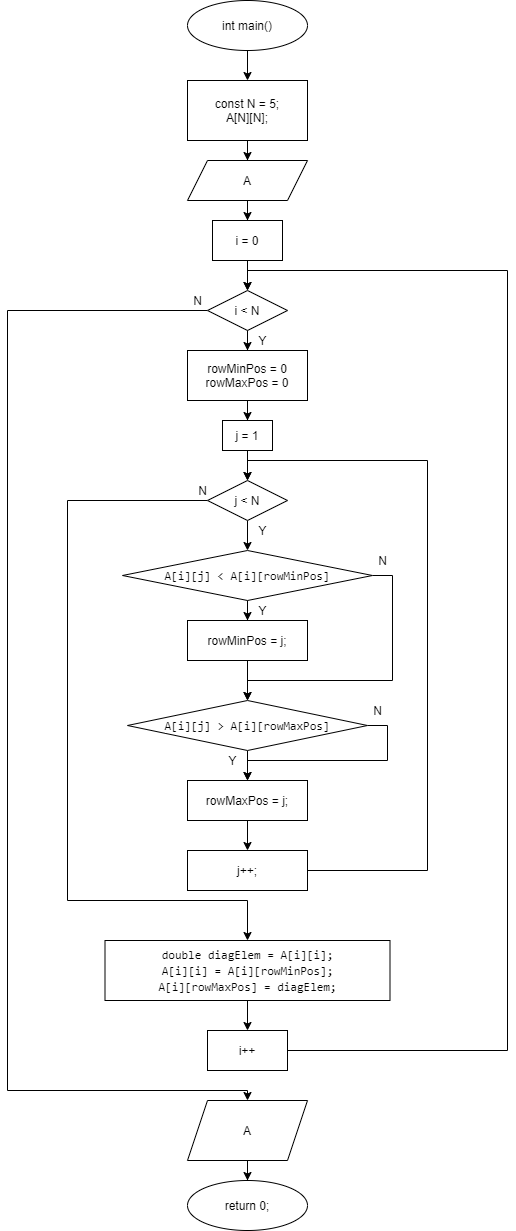 int main()
const N = 5;
A[N][N];
A
i = 0
N
i < N
Y
rowMinPos = 0
rowMaxPos = 0
j = 1
N
j < N
Y
N
A[i][j] < A[i][rowMinPos]
Y
rowMinPos = j;
N
A[i][j] > A[i][rowMaxPos]
Y
rowMaxPos = j;
j++;
double diagElem = A[i][i];
A[i][i] = A[i][rowMinPos];
A[i][rowMaxPos] = diagElem;
i++
A
return 0;